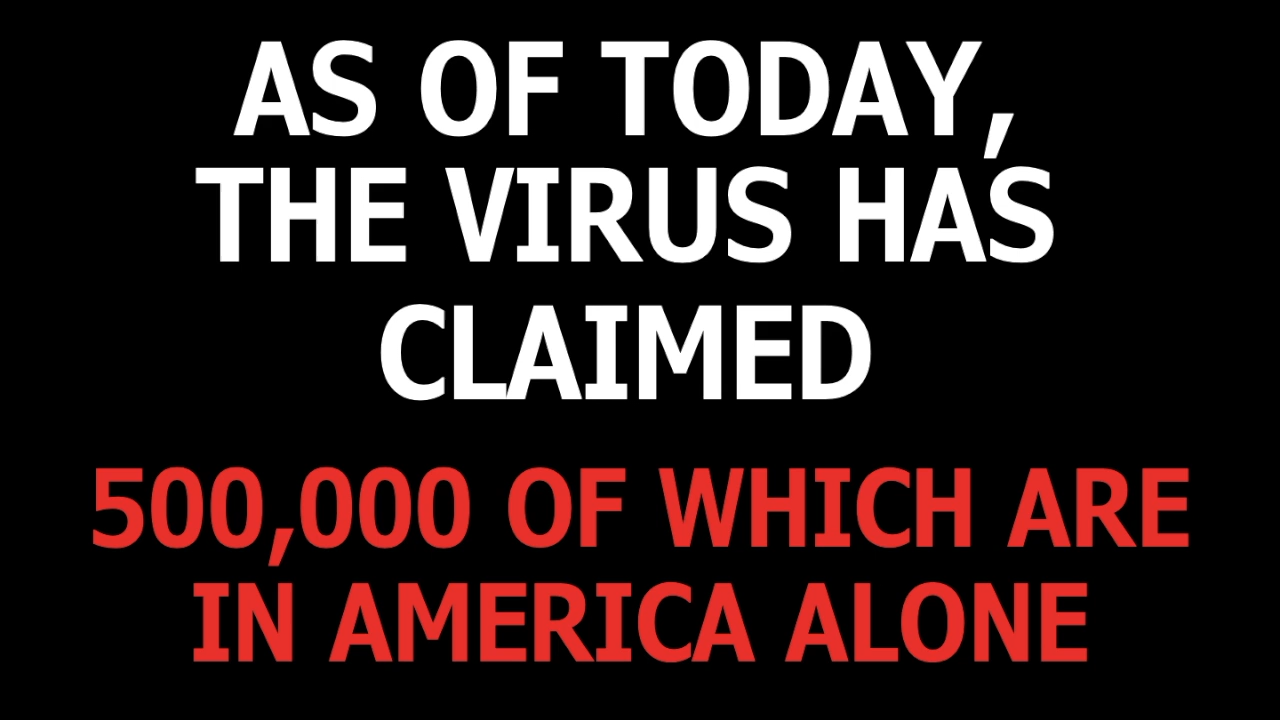 AS OF TODAY,
THE VIRUS HAS
CLAIMED
500,000 OF WHICH ARE
IN AMERICA ALONE